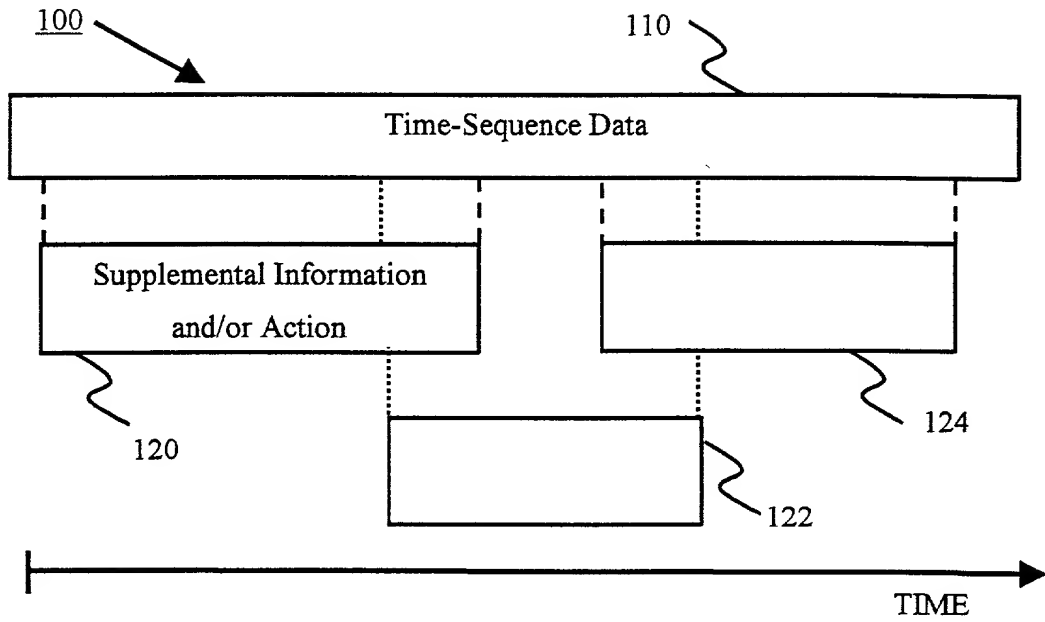 100
110
Time-Sequence Data
Supplemental Information
and/or Action
120
124
122
TIME